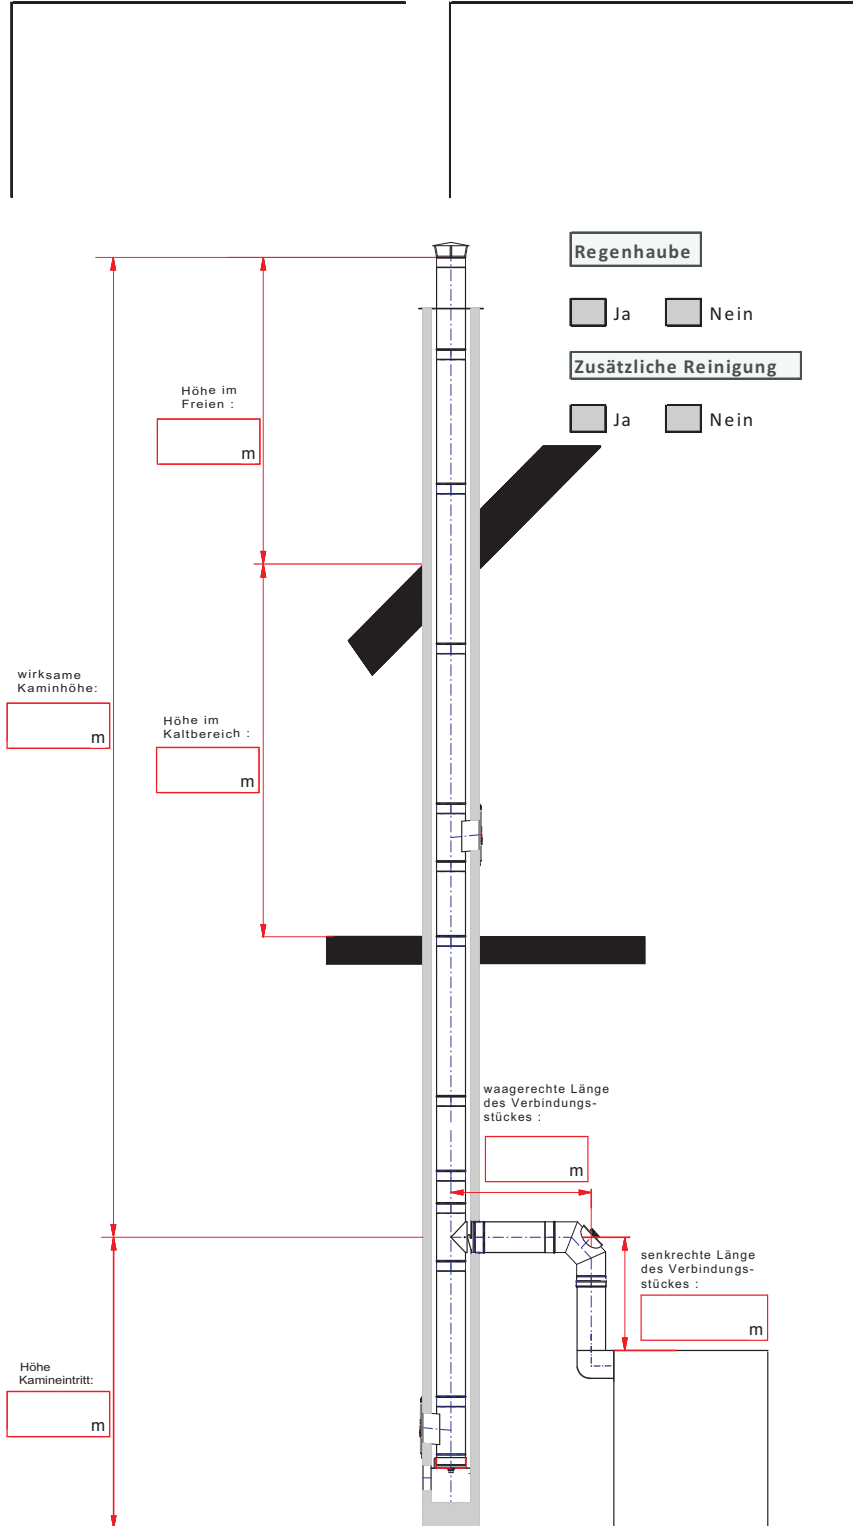 Regenhaube
Ja
Nein
Zusätzliche Reinigung
Ja
Nein
Höhe im
Freien :
m
wirksame
Kaminhöhe:
m
Höhe im
Kaltbereich :
m
waagerechte Länge
des Verbindungs-
stückes :
m
senkrechte Länge
des Verbindungs-
stückes :
m
Höhe
Kamineintritt:
m